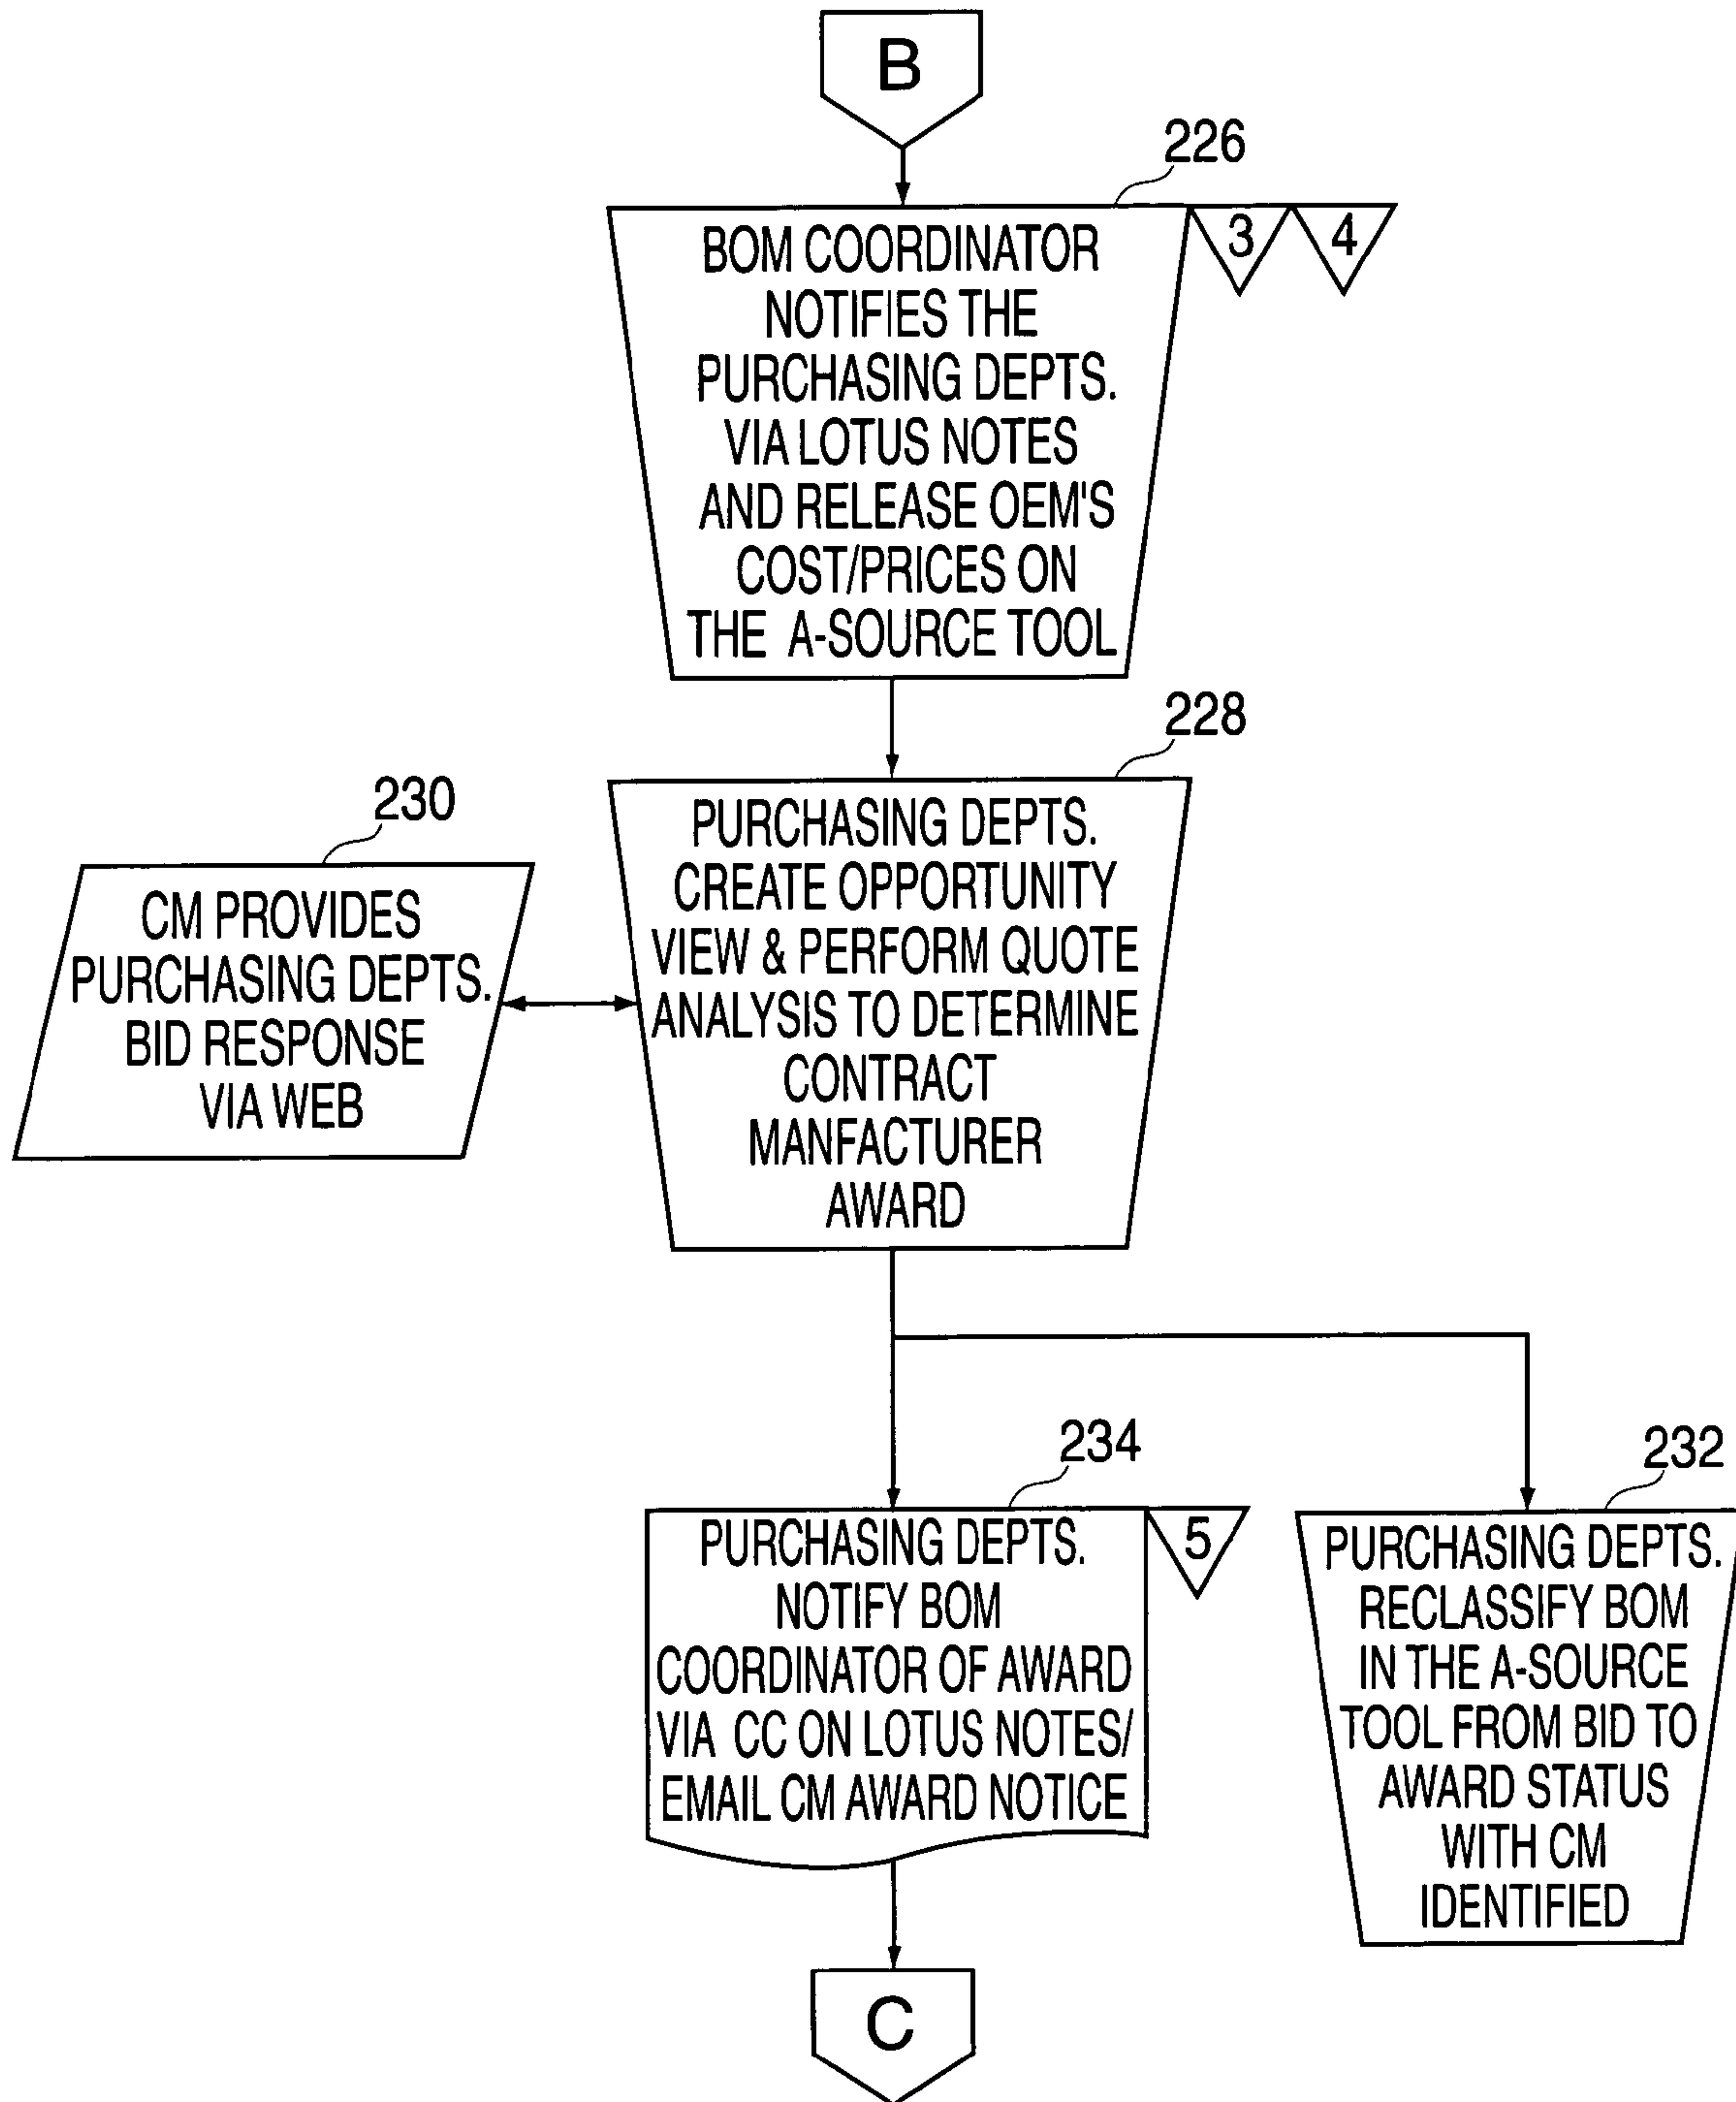 B
226
BOM COORDINATOR
NOTIFIES THE
PURCHASING DEPTS.
VIA LOTUS NOTES
AND RELEASE OEM'S
COST/PRICES ON
THE A-SOURCE TOOL
3
4
228
PURCHASING DEPTS.
CREATE OPPORTUNITY
VIEW & PERFORM QUOTE
ANALYSIS TO DETERMINE
CONTRACT
MANFACTURER
AWARD
230
CM PROVIDES
PURCHASING DEPTS.
BID RESPONSE
VIA WEB
234
PURCHASING DEPTS.
NOTIFY BOM
COORDINATOR OF AWARD
VIA CC ON LOTUS NOTES/
EMAIL CM AWARD NOTICE
5
232
PURCHASING DEPTS.
RECLASSIFY BOM
IN THE A-SOURCE
TOOL FROM BID TO
AWARD STATUS
WITH CM
IDENTIFIED
C